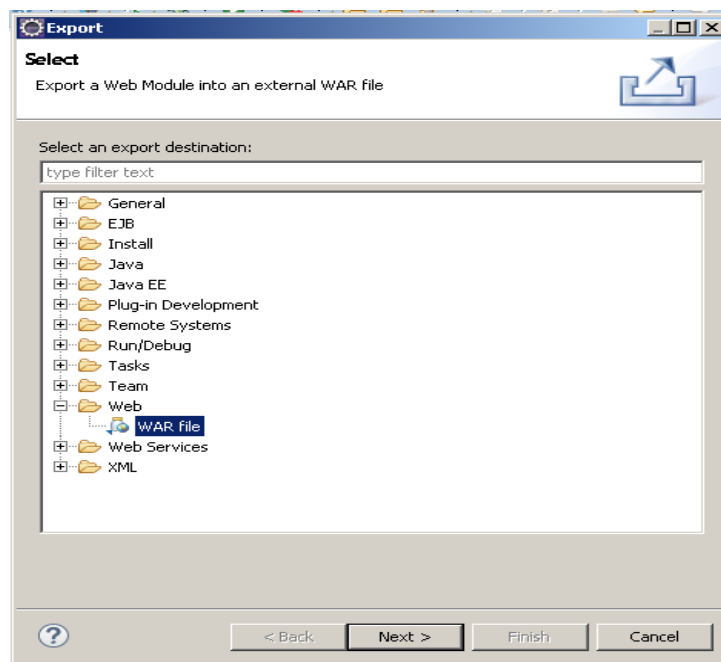 Export
Select
Export a Web Module into an external WAR file
Select an export destination:
type filter text
General
EJB
Install
Java
Java EE
Plug-in Development
Remote Systems
Run/Debug
Tasks
Team
Web
WAR file
Web Services
XML
? < Back Next > Finish Cancel